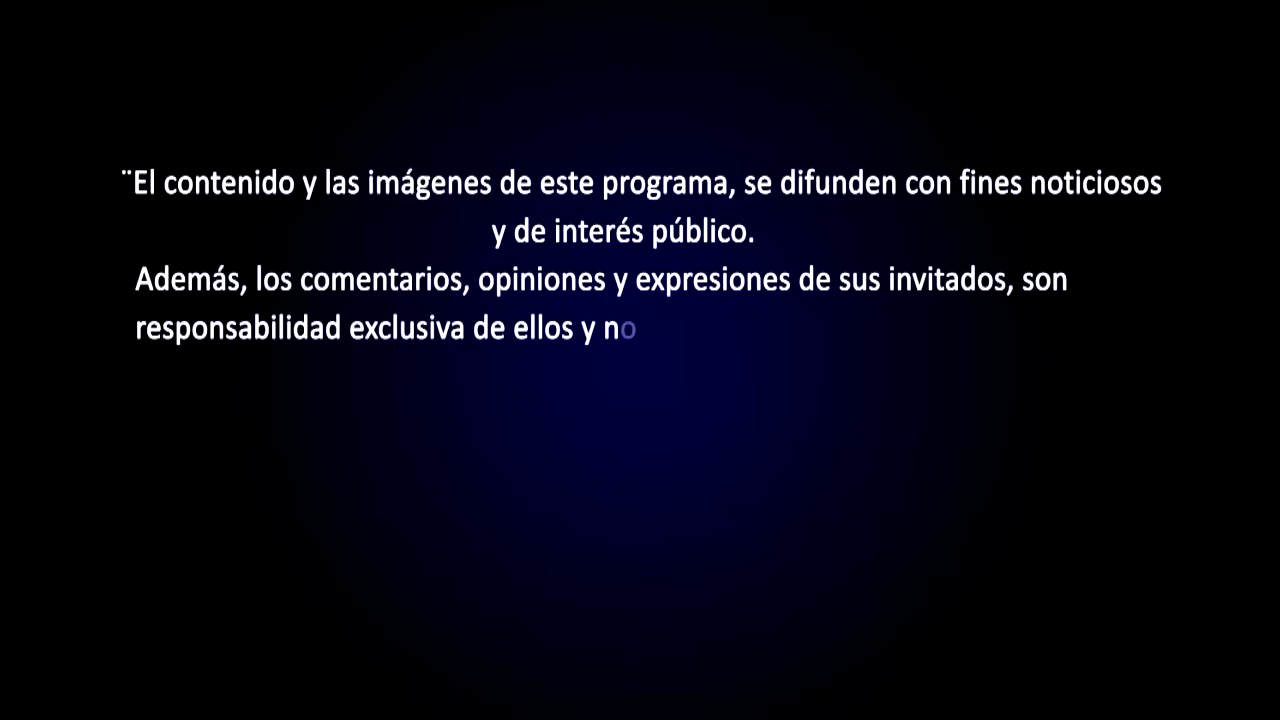 ¨El contenido y las imágenes de este programa, se difunden con fines noticiosos
y de interés público.
Además, los comentarios, opiniones y expresiones de sus invitados, son
responsabilidad exclusiva de ellos y no